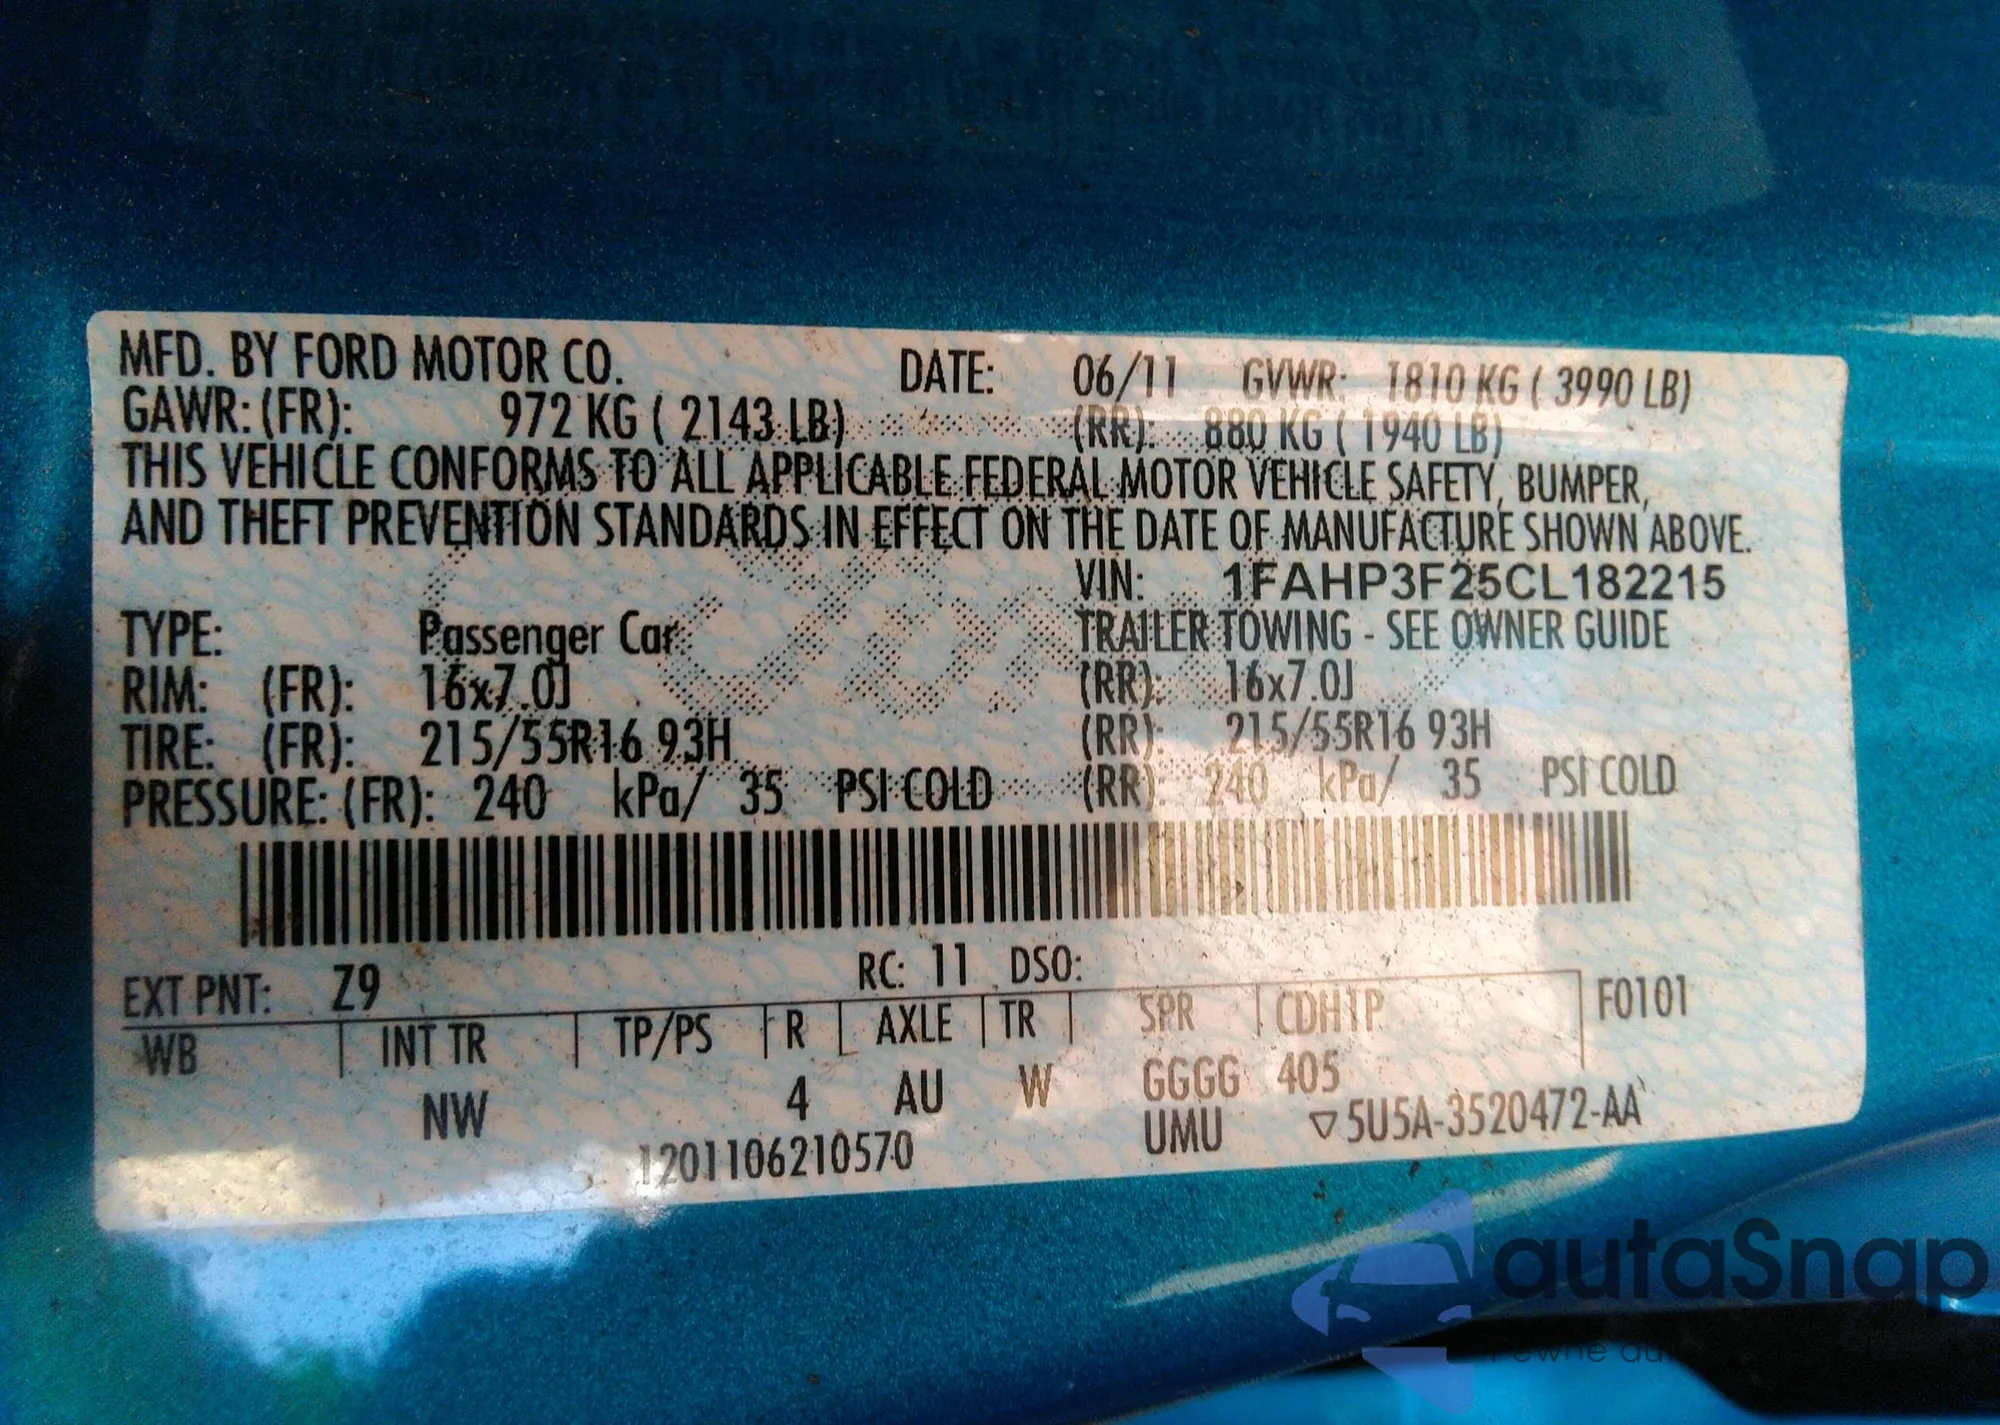 MFD. BY FORD MOTOR CO. DATE: 06/11 GVWR: 1810 KG ( 3990 LB)
GAWR: (FR): 972 KG ( 2143 LB) (RR): 880 KG ( 1940 LB)
THIS VEHICLE CONFORMS TO ALL APPLICABLE FEDERAL MOTOR VEHICLE SAFETY, BUMPER,
AND THEFT PREVENTION STANDARDS IN EFFECT ON THE DATE OF MANUFACTURE SHOWN ABOVE.
VIN: 1FAHP3F25CL182215
TYPE: Passenger Car TRAILER TOWING - SEE OWNER GUIDE
RIM: (FR): 16x7.0J (RR): 16x7.0J
TIRE: (FR): 215/55R16 93H (RR): 215/55R16 93H
PRESSURE: (FR): 240 kPa/ 35 PSI COLD (RR): 240 kPa/ 35 PSI COLD
EXT PNT: Z9 RC: 11 DSO:
WB INT TR TP/PS R AXLE TR SPR CDH1P F0101
NW 4 AU W GGGG 405
1201106210570 UMU ▽5U5A-3520472-AA
autaSnap